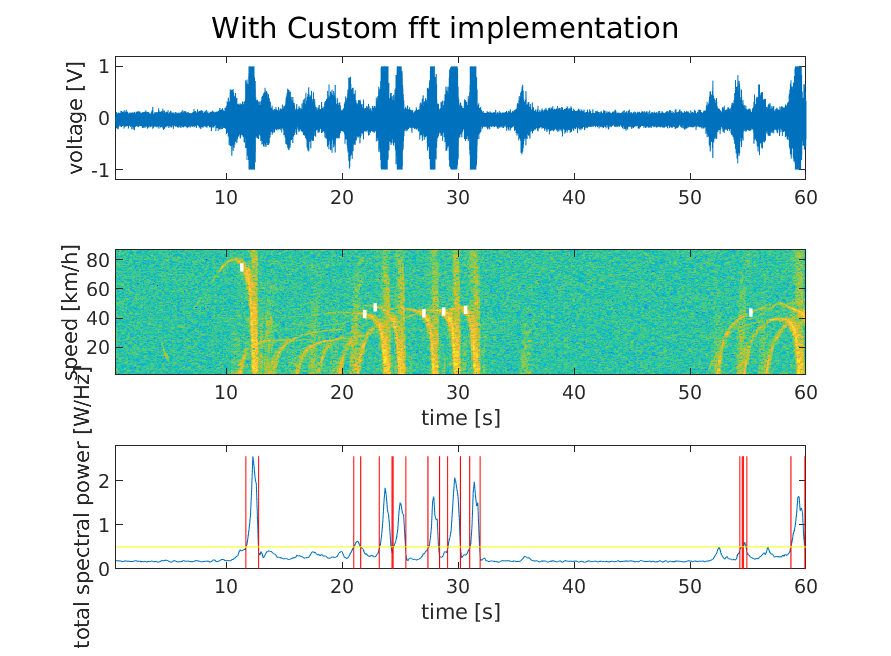 With Custom fft implementation
voltage [V]
1
0
-1
10 20 30 40 50 60
speed [km/h]
80
60
40
20
10 20 30 40 50 60
time [s]
total spectral power [W/Hz]
2
1
0
10 20 30 40 50 60
time [s]